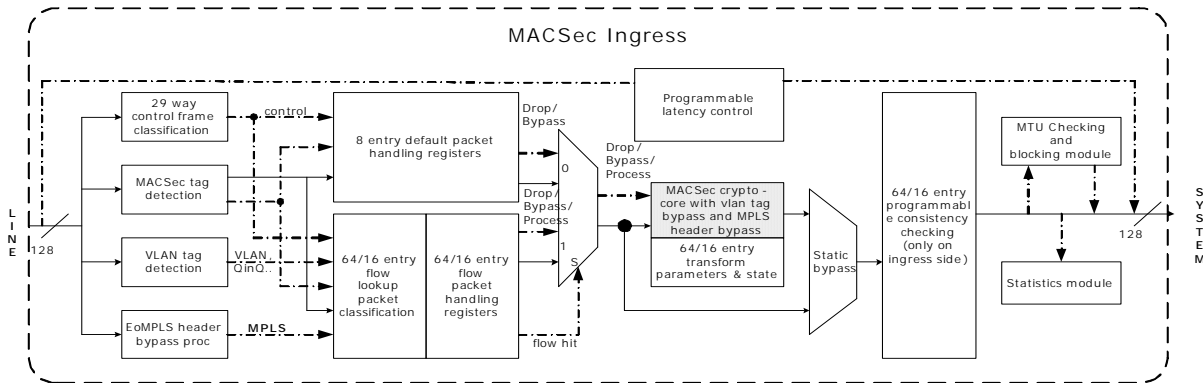 MACSec Ingress
LINE
128
29 way
control frame
classification
control
MACSec tag
detection
VLAN tag
detection
VLAN,
QinQ..
EoMPLS header
bypass proc
MPLS
8 entry default packet
handling registers
64/16 entry
flow
lookup
packet
classification
64/16 entry
flow
packet
handling
registers
Drop/
Bypass
0
Drop/
Bypass/
Process
1
S
flow hit
Programmable
latency control
Drop/
Bypass/
Process
MACSec crypto -
core with vlan tag
bypass and MPLS
header bypass
64/16 entry
transform
parameters & state
Static
bypass
64/16 entry
programmabl
e consistency
checking
(only on
ingress side)
MTU Checking
and
blocking module
Statistics module
128
SYSTEM